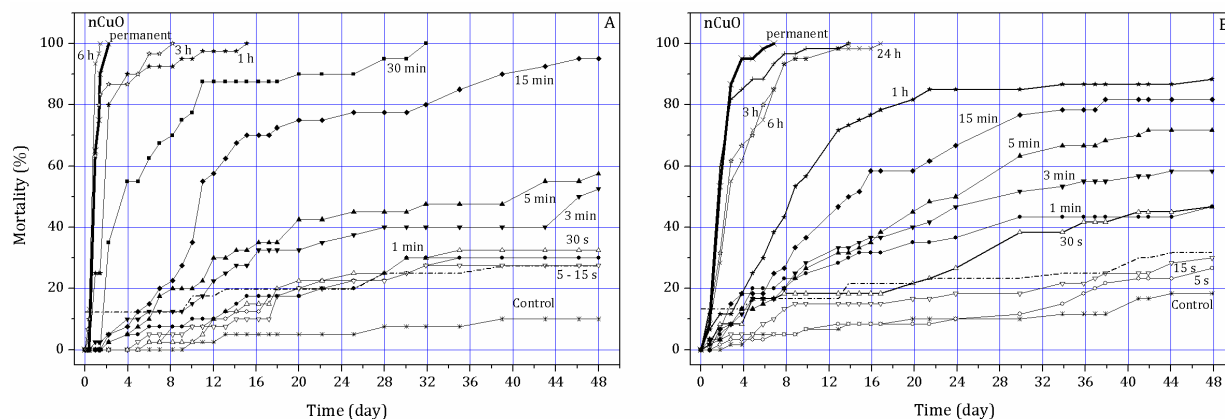 nCuO
permanent
A
6 h
3 h
1 h
30 min
15 min
5 min
3 min
30 s
1 min
5 - 15 s
Control
Mortality (%)
100
80
60
40
20
0
0 4 8 12 16 20 24 28 32 36 40 44 48
Time (day)
nCuO
permanent
B
24 h
3 h
6 h
1 h
15 min
5 min
3 min
1 min
30 s
15 s
5 s
Control
100
80
60
40
20
0
0 4 8 12 16 20 24 28 32 36 40 44 48
Time (day)